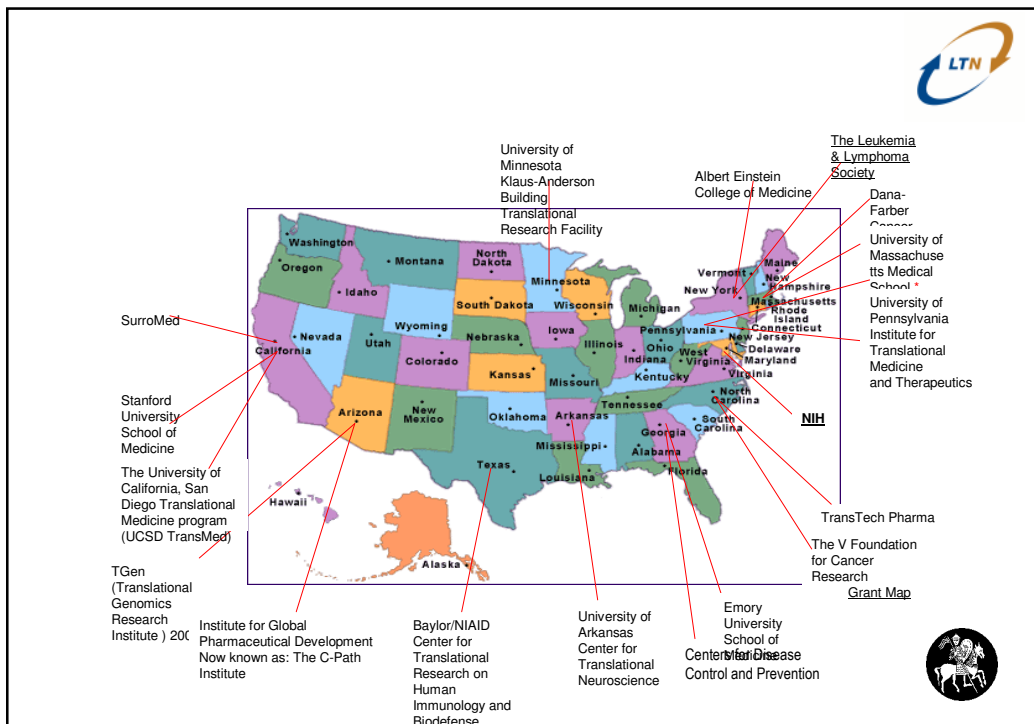 LTN
University of
Minnesota
Klaus-Anderson
Building
Translational
Research Facility
Albert Einstein
College of Medicine
The Leukemia
& Lymphoma
Society
Dana-
Farber
Cancer
University of
Massachuse
tts Medical
School *
University of
Pennsylvania
Institute for
Translational
Medicine
and Therapeutics
SurroMed
Stanford
University
School of
Medicine
The University of
California, San
Diego Translational
Medicine program
(UCSD TransMed)
TGen
(Translational
Genomics
Research
Institute ) 200
Washington
Oregon
Idaho
Montana
North
Dakota
Minnesota
South Dakota
Wisconsin
Michigan
Vermont
Maine
New
Hampshire
New York
Massachusetts
Rhode
Island
Connecticut
Pennsylvania
New Jersey
Delaware
Maryland
Nevada
California
Wyoming
Utah
Colorado
Nebraska
Iowa
Illinois
Indiana
Ohio
West
Virginia
Virginia
Kansas
Missouri
Kentucky
North
Carolina
Tennessee
South
Carolina
Arizona
New
Mexico
Oklahoma
Arkansas
Mississippi
Georgia
Alabama
Texas
Louisiana
Florida
Hawaii
Alaska
NIH
TransTech Pharma
The V Foundation
for Cancer
Research
Grant Map
Institute for Global
Pharmaceutical Development
Now known as: The C-Path
Institute
Baylor/NIAID
Center for
Translational
Research on
Human
Immunology and
Biodefense
University of
Arkansas
Center for
Translational
Neuroscience
Emory
University
School of
Medicine
Centers for Disease
Control and Prevention